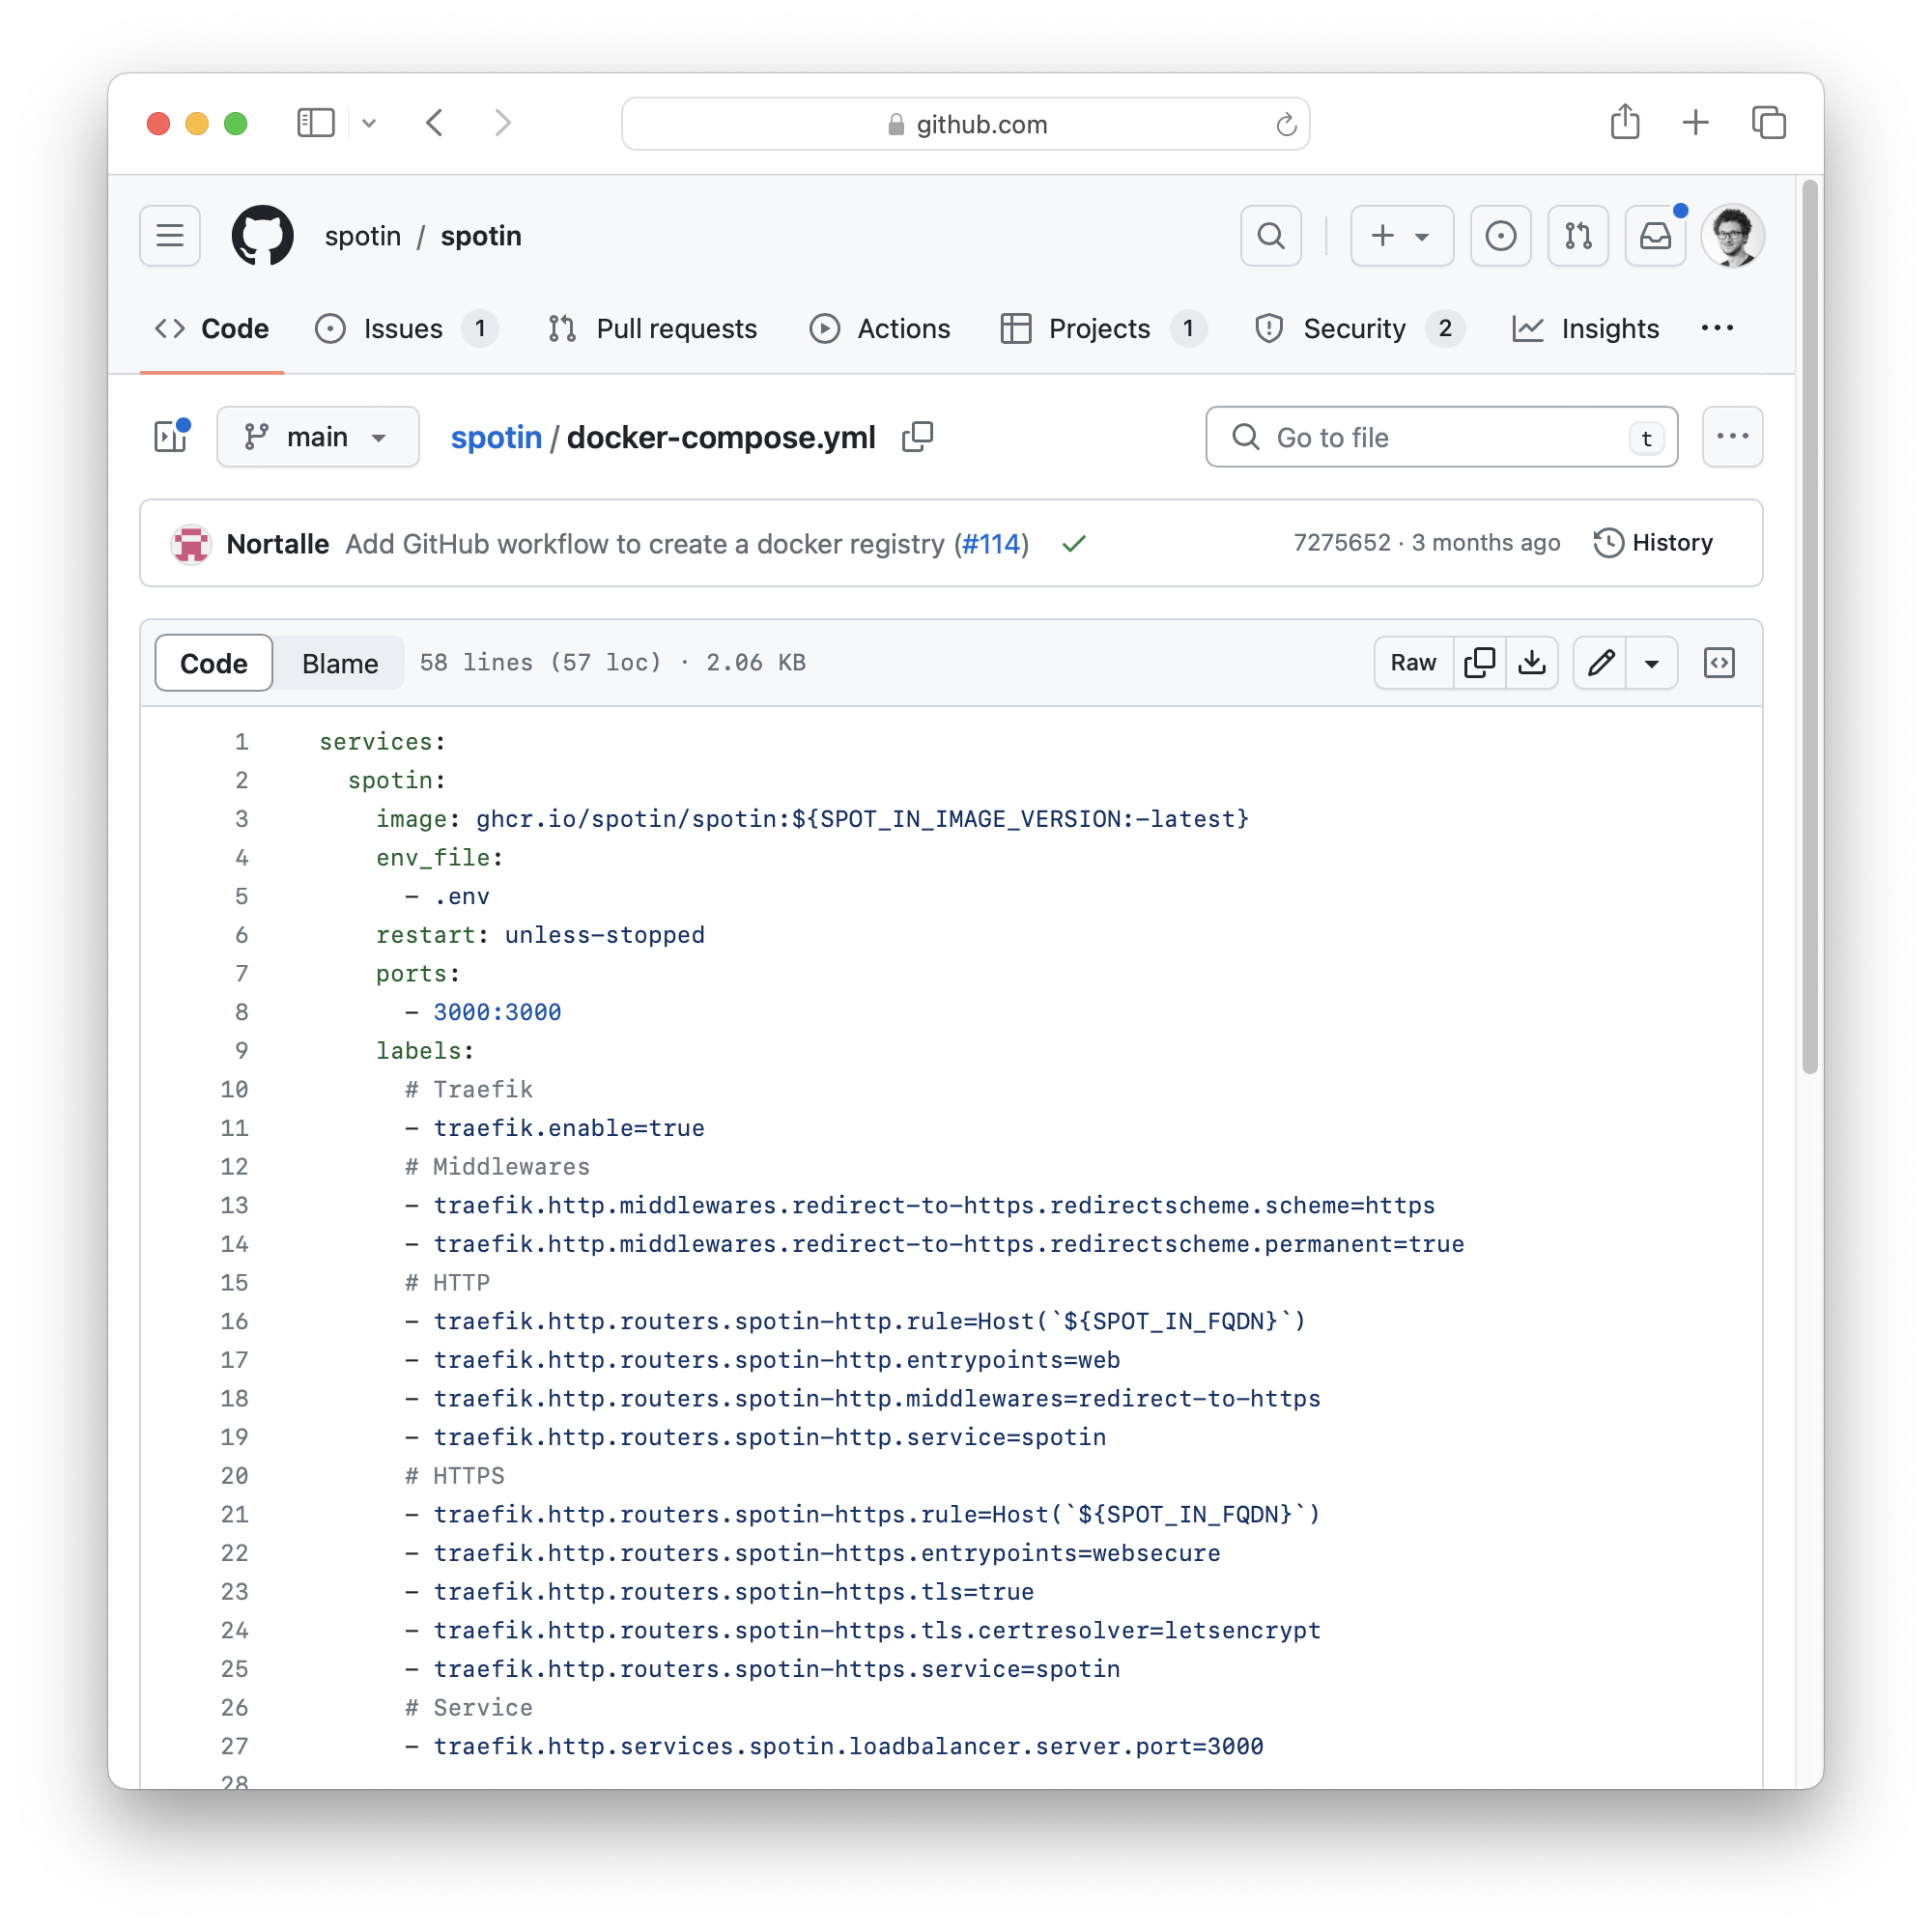 github.com
spotin / spotin
Code Issues 1 Pull requests Actions Projects 1 Security 2 Insights
main spotin / docker-compose.yml Go to file t
Nortalle Add GitHub workflow to create a docker registry (#114) 7275652 · 3 months ago History
Code Blame 58 lines (57 loc) · 2.06 KB Raw
1 services:
2   spotin:
3     image: ghcr.io/spotin/spotin:${SPOT_IN_IMAGE_VERSION:-latest}
4     env_file:
5       - .env
6     restart: unless-stopped
7     ports:
8       - 3000:3000
9     labels:
10       # Traefik
11       - traefik.enable=true
12       # Middlewares
13       - traefik.http.middlewares.redirect-to-https.redirectscheme.scheme=https
14       - traefik.http.middlewares.redirect-to-https.redirectscheme.permanent=true
15       # HTTP
16       - traefik.http.routers.spotin-http.rule=Host(`${SPOT_IN_FQDN}`)
17       - traefik.http.routers.spotin-http.entrypoints=web
18       - traefik.http.routers.spotin-http.middlewares=redirect-to-https
19       - traefik.http.routers.spotin-http.service=spotin
20       # HTTPS
21       - traefik.http.routers.spotin-https.rule=Host(`${SPOT_IN_FQDN}`)
22       - traefik.http.routers.spotin-https.entrypoints=websecure
23       - traefik.http.routers.spotin-https.tls=true
24       - traefik.http.routers.spotin-https.tls.certresolver=letsencrypt
25       - traefik.http.routers.spotin-https.service=spotin
26       # Service
27       - traefik.http.services.spotin.loadbalancer.server.port=3000
28